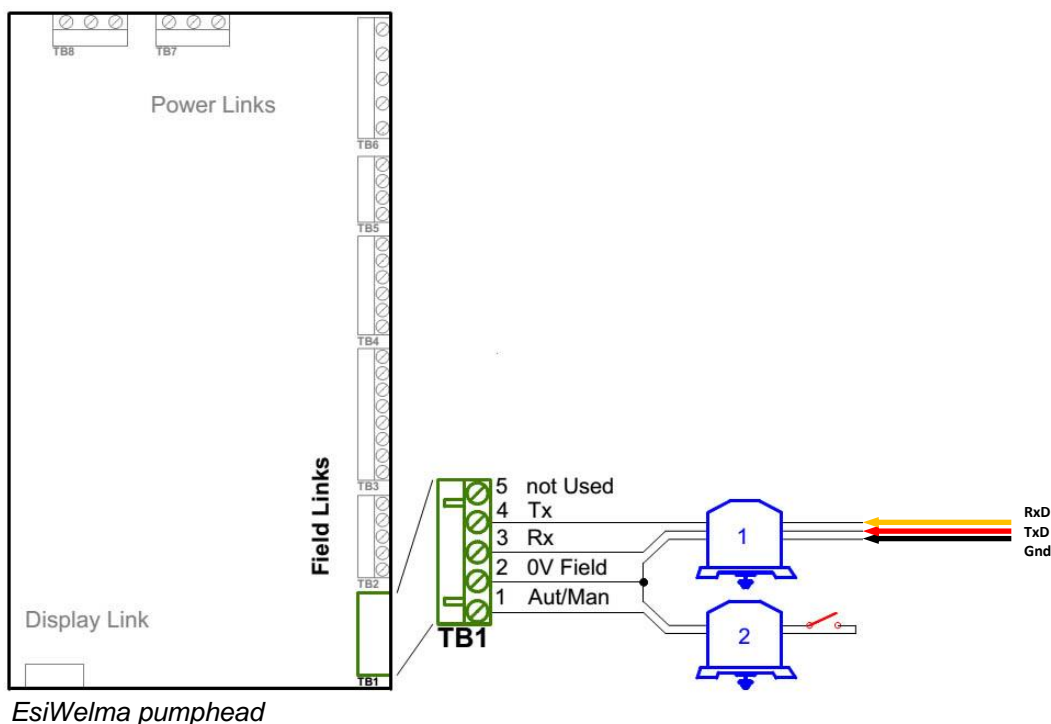 TB8
TB7
Power Links
TB6
TB5
TB4
Field Links
TB3
TB2
Display Link
TB1
5 not Used
4 Tx
3 Rx
2 0V Field
1 Aut/Man
TB1
1
2
RxD
TxD
Gnd
EsiWelma pumphead